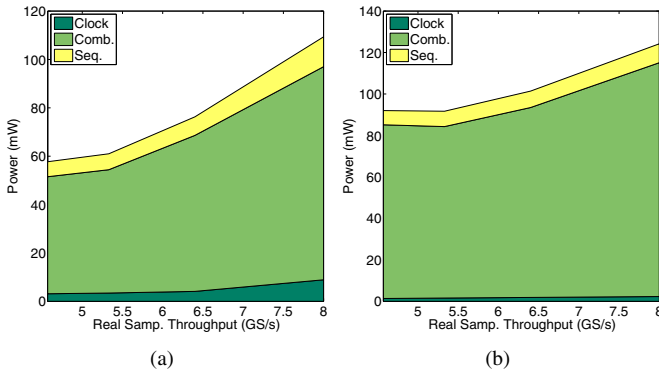 120
100
80
60
40
20
0
Power (mW)
Clock
Comb.
Seq.
5 5.5 6 6.5 7 7.5 8
Real Samp. Throughput (GS/s)
(a)
140
120
100
80
60
40
20
0
Power (mW)
Clock
Comb.
Seq.
5 5.5 6 6.5 7 7.5 8
Real Samp. Throughput (GS/s)
(b)